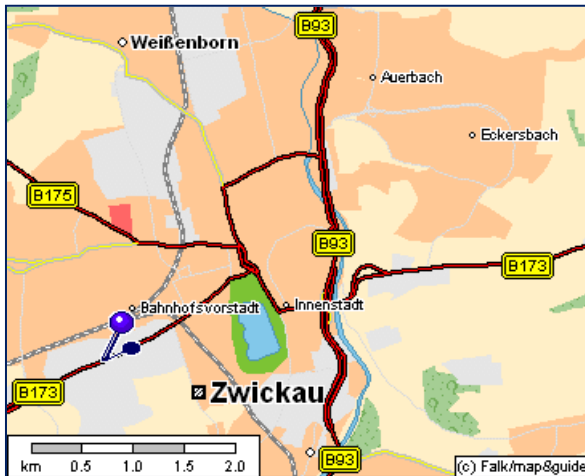 B93
Weißenborn
Auerbach
Eckersbach
B175
B93
B173
Bahnhofsvorstadt
Innenstadt
B173
Zwickau
B93
km 0.5 1.0 1.5 2.0
(c) Falk/map&guide